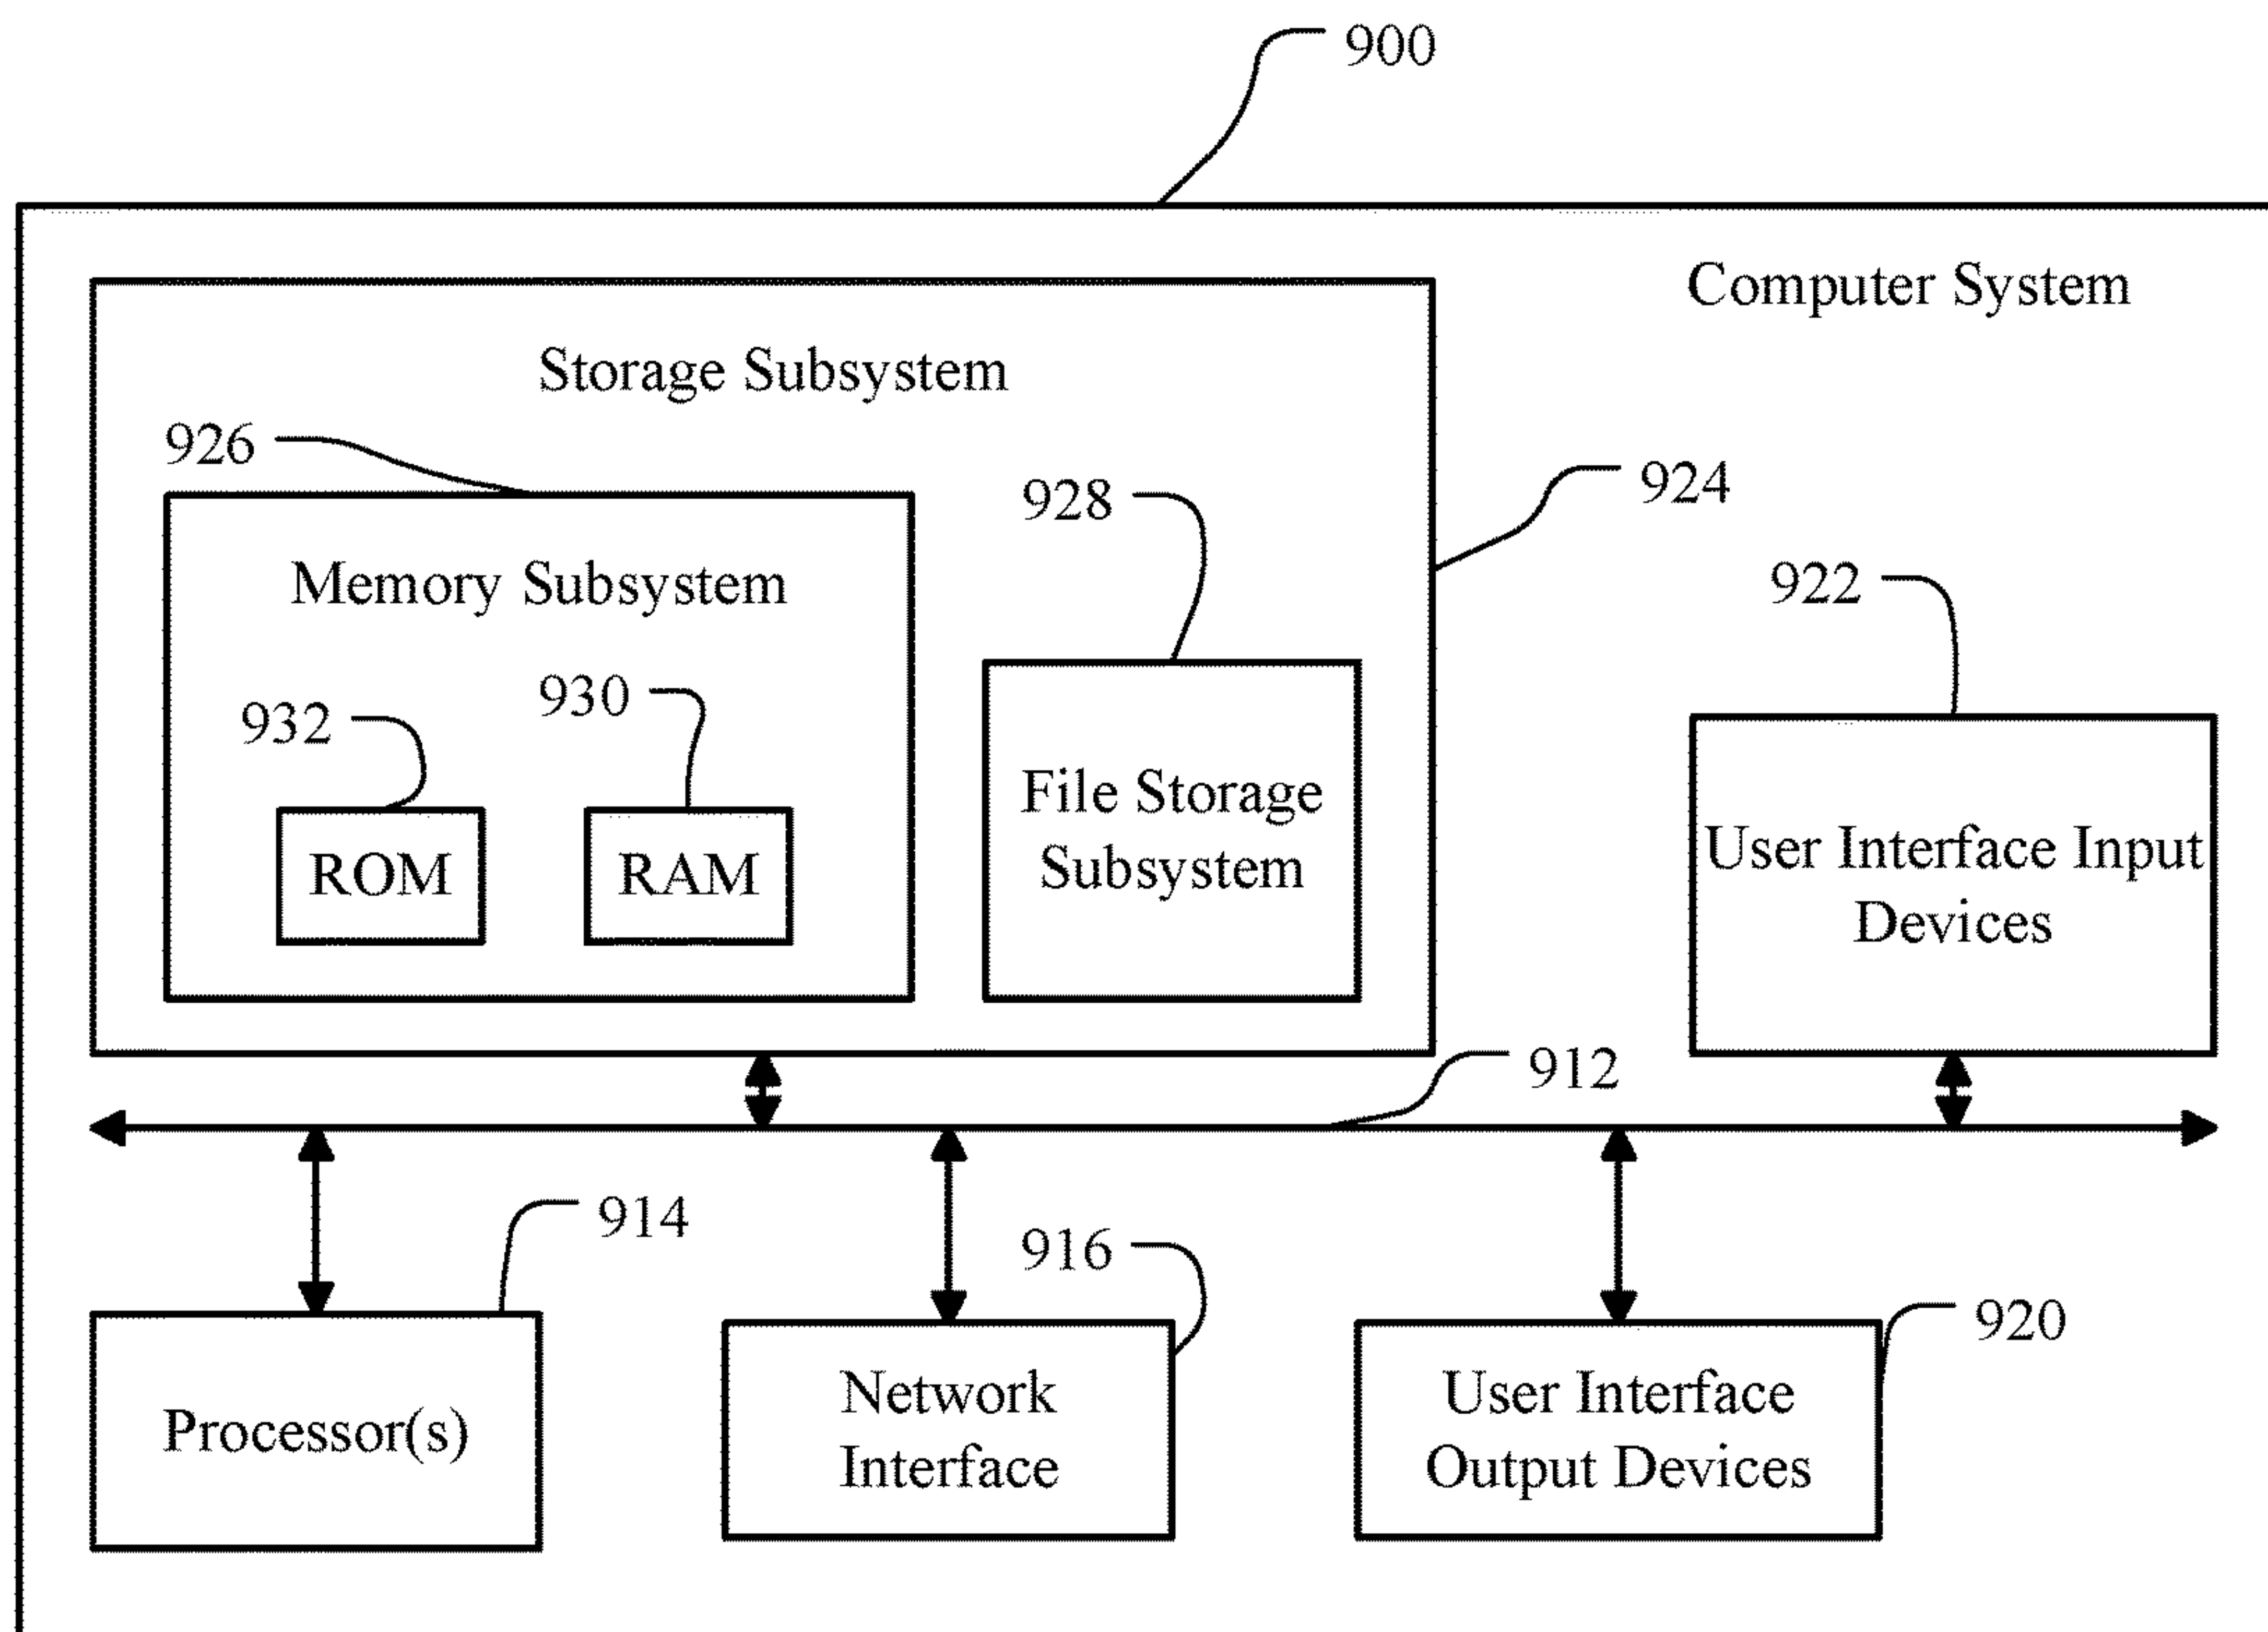 900
Computer System
Storage Subsystem
926
924
928
Memory Subsystem
922
932
930
File Storage
Subsystem
ROM
RAM
User Interface Input
Devices
912
914
916
920
Processor(s)
Network
Interface
User Interface
Output Devices